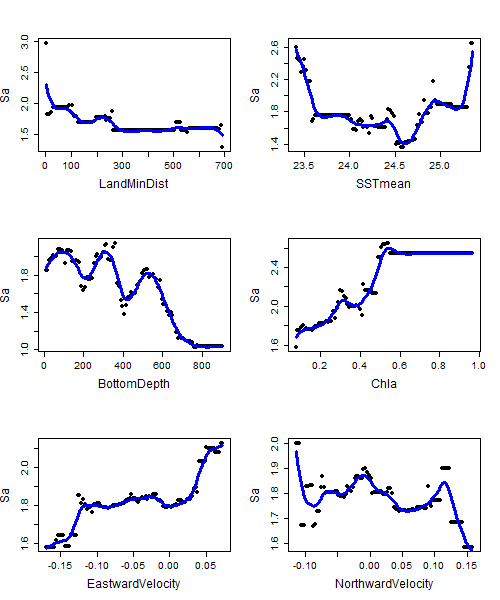 3.0
2.5
2.0
1.5
Sa
0 100 300 500 700
LandMinDist
2.6
2.2
1.8
1.4
Sa
23.5 24.0 24.5 25.0
SSTmean
1.8
1.4
1.0
Sa
0 200 400 600 800
BottomDepth
2.4
2.0
1.6
Sa
0.2 0.4 0.6 0.8 1.0
Chla
2.0
1.8
1.6
Sa
-0.15 -0.10 -0.05 0.00 0.05
EastwardVelocity
2.0
1.9
1.8
1.7
1.6
Sa
-0.10 0.00 0.05 0.10 0.15
NorthwardVelocity